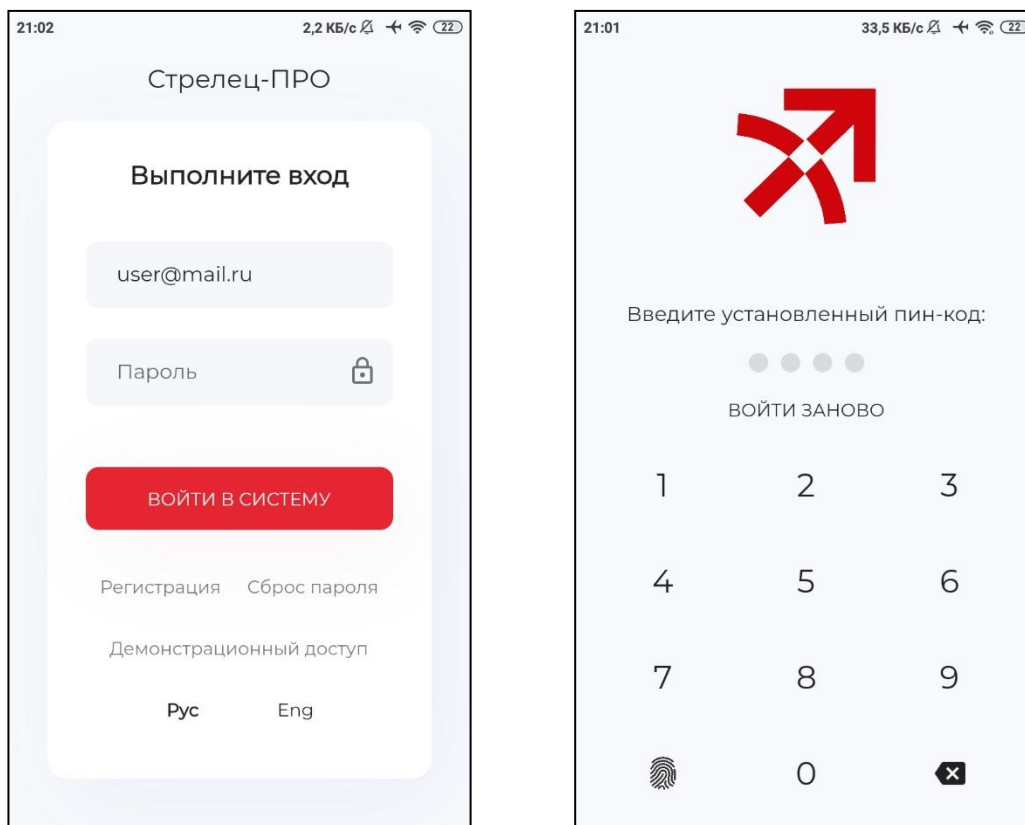 21:02 2,2 КБ/с 22
Стрелец-ПРО
Выполните вход
user@mail.ru
Пароль
ВОЙТИ В СИСТЕМУ
Регистрация Сброс пароля
Демонстрационный доступ
Рус Eng
21:01 33,5 КБ/с 22
Введите установленный пин-код:
ВОЙТИ ЗАНОВО
1 2 3
4 5 6
7 8 9
0